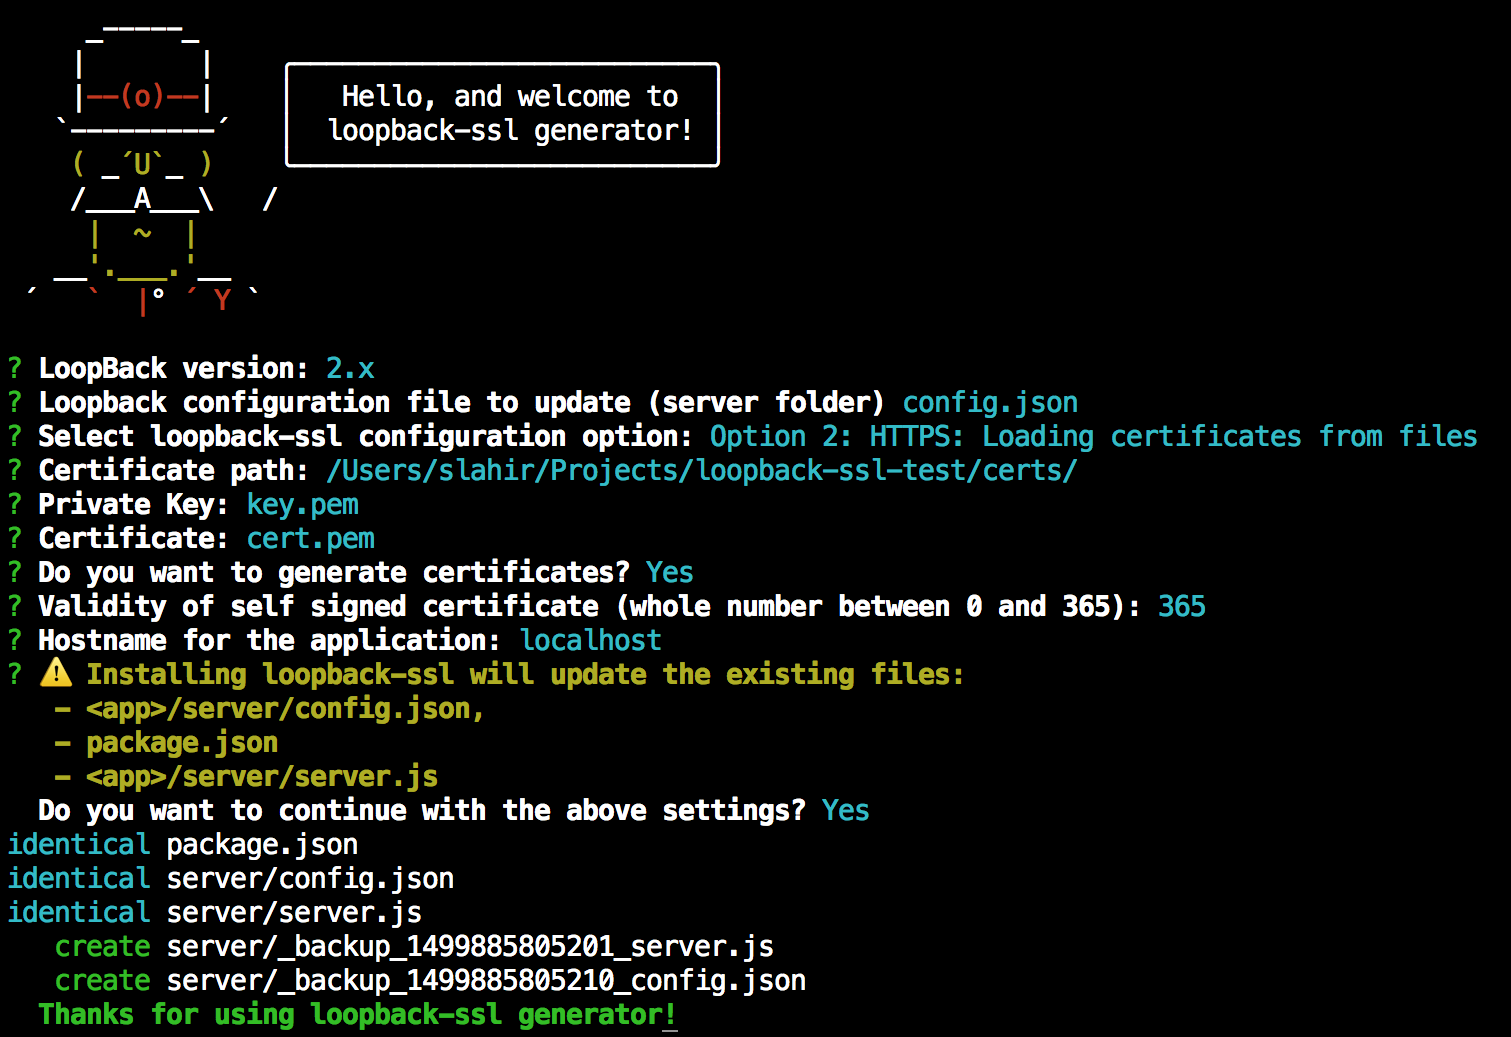 _-----_
    |       |
    |--(o)--|
   `---------´
    ( _´U`_ )
    /___A___\   /
     |  ~  |
   __'.___.'__
 ´   `  |° ´ Y `
Hello, and welcome to
loopback-ssl generator!
? LoopBack version: 2.x
? Loopback configuration file to update (server folder) config.json
? Select loopback-ssl configuration option: Option 2: HTTPS: Loading certificates from files
? Certificate path: /Users/slahir/Projects/loopback-ssl-test/certs/
? Private Key: key.pem
? Certificate: cert.pem
? Do you want to generate certificates? Yes
? Validity of self signed certificate (whole number between 0 and 365): 365
? Hostname for the application: localhost
? ⚠️ Installing loopback-ssl will update the existing files:
   - <app>/server/config.json,
   - package.json
   - <app>/server/server.js
  Do you want to continue with the above settings? Yes
identical package.json
identical server/config.json
identical server/server.js
   create server/_backup_1499885805201_server.js
   create server/_backup_1499885805210_config.json
  Thanks for using loopback-ssl generator!